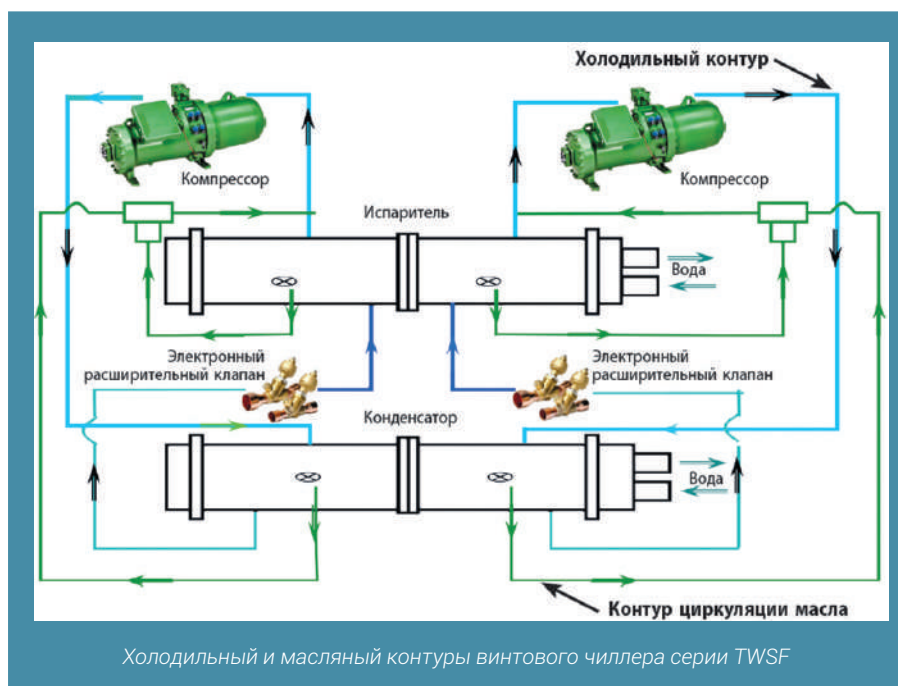 Холодильный контур
Компрессор
Компрессор
Испаритель
Вода
Электронный
расширительный клапан
Электронный
расширительный клапан
Конденсатор
Вода
Контур циркуляции масла
Холодильный и масляный контуры винтового чиллера серии TWSF